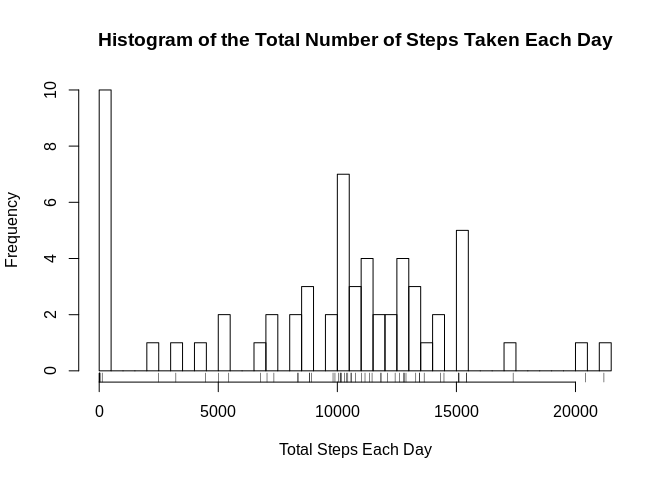 Histogram of the Total Number of Steps Taken Each Day
Frequency
10
8
6
4
2
0
0 5000 10000 15000 20000
Total Steps Each Day